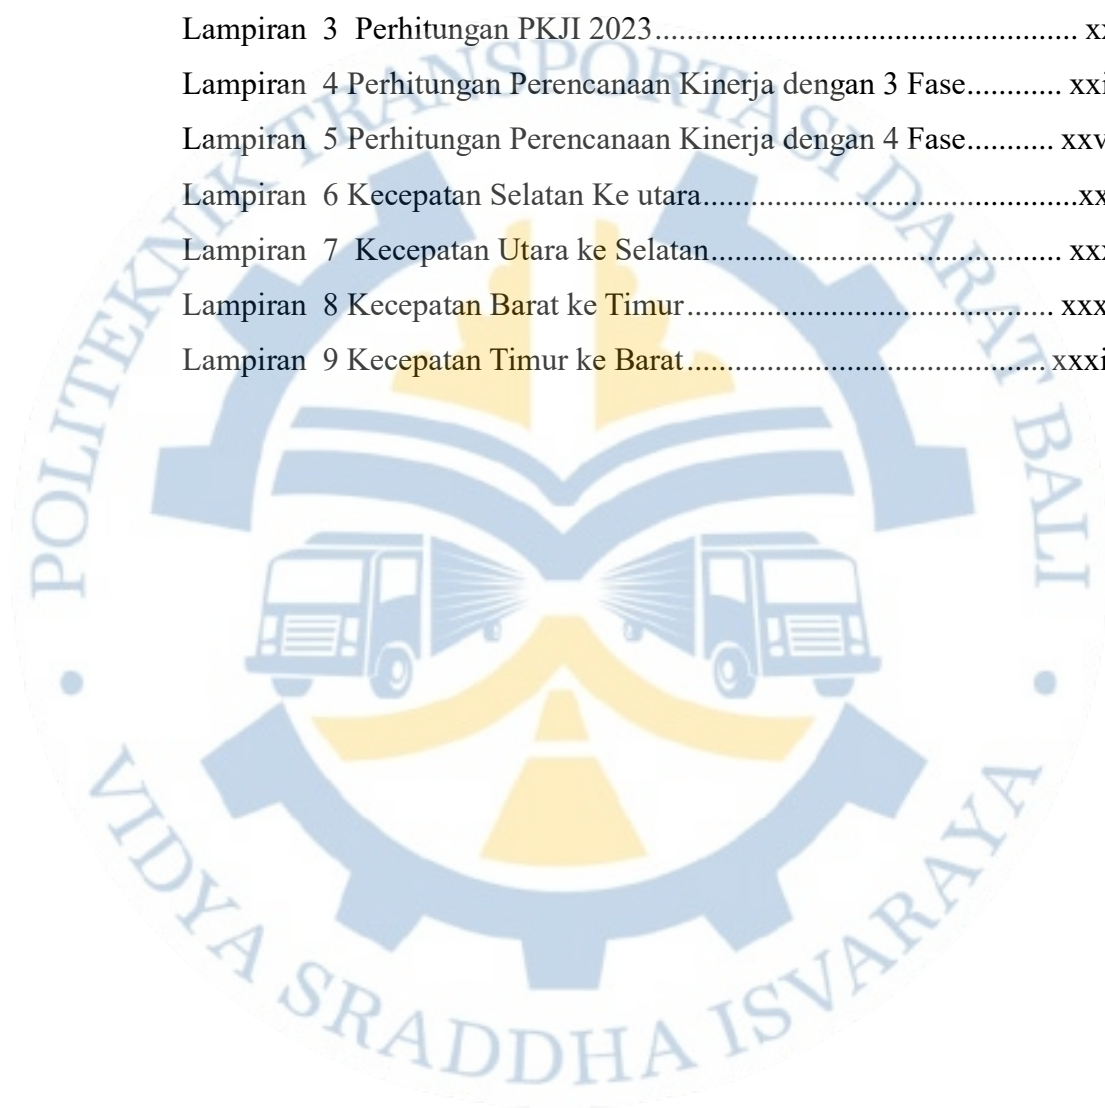 Lampiran 3 Perhitungan PKJI 2023
Lampiran 4 Perhitungan Perencanaan Kinerja dengan 3 Fase
Lampiran 5 Perhitungan Perencanaan Kinerja dengan 4 Fase
Lampiran 6 Kecepatan Selatan Ke utara
Lampiran 7 Kecepatan Utara ke Selatan
Lampiran 8 Kecepatan Barat ke Timur
Lampiran 9 Kecepatan Timur ke Barat
POLITEKNIK TRANSPORTASI DARAT BALI
VIDYA SRADDHA ISVARAYA